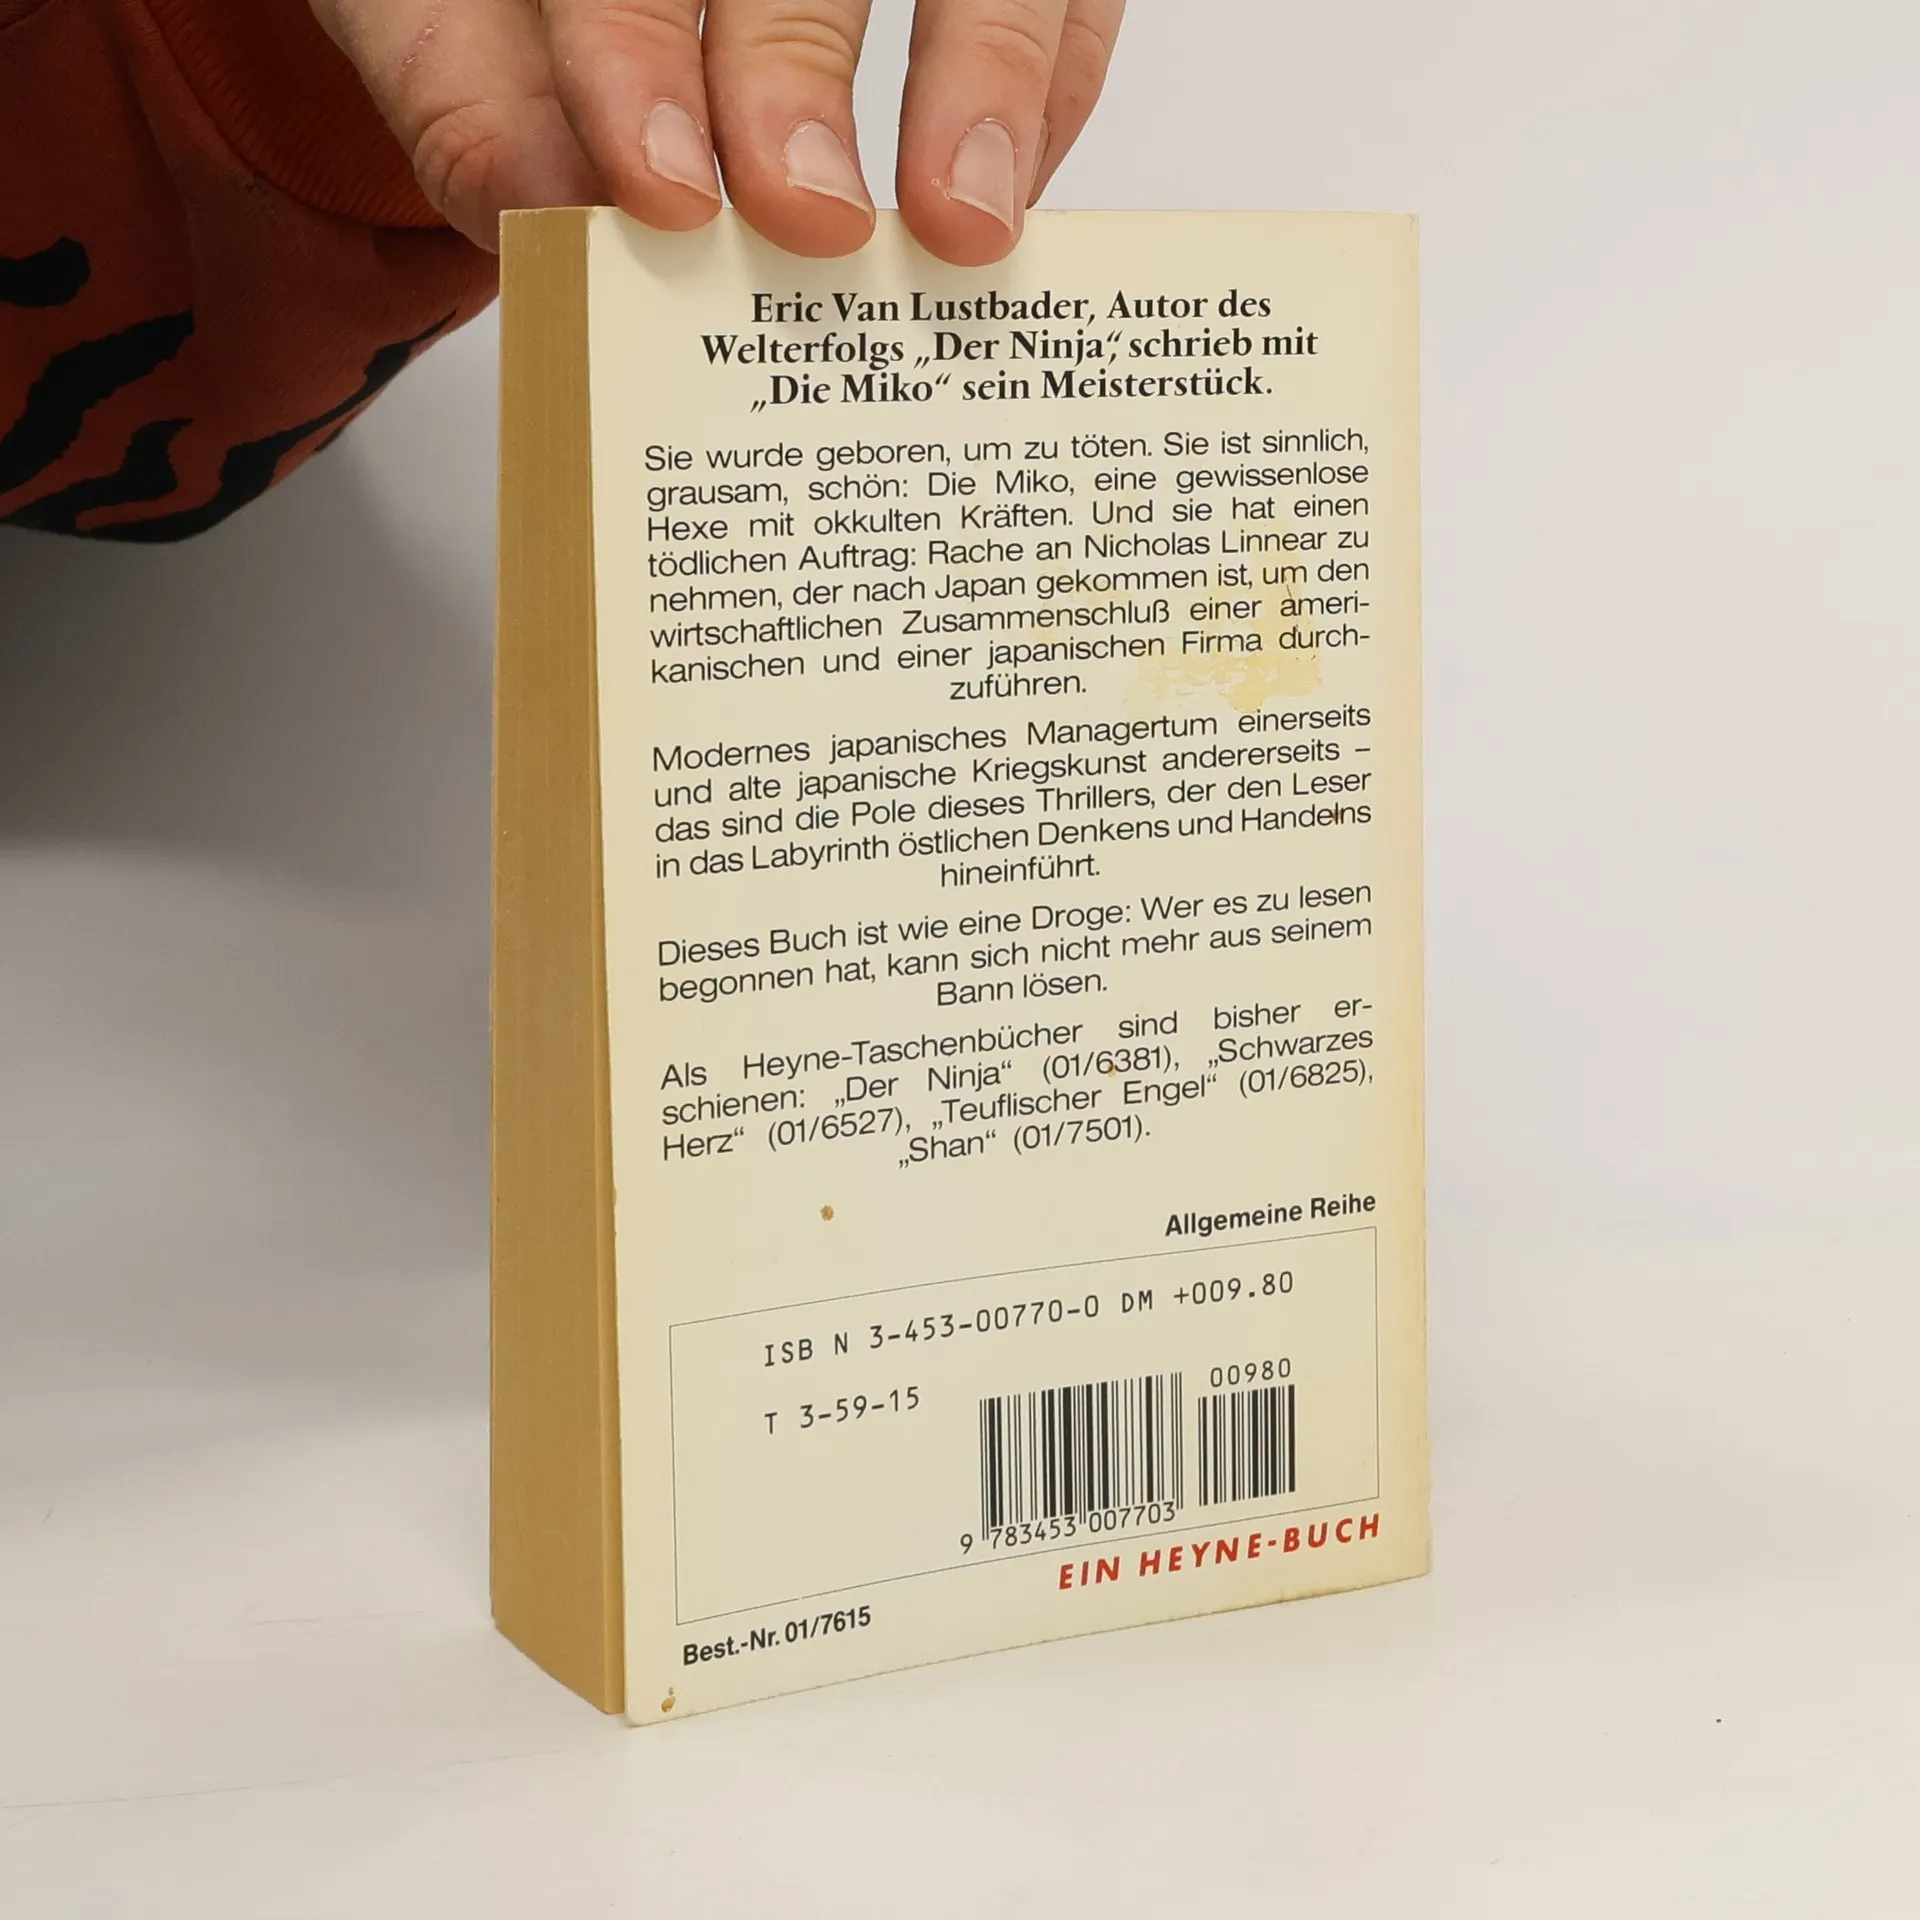 Eric Van Lustbader, Autor des
Welterfolgs „Der Ninja“, schrieb mit
„Die Miko“ sein Meisterstück.
Sie wurde geboren, um zu töten. Sie ist sinnlich,
grausam, schön: Die Miko, eine gewissenlose
Hexe mit okkulten Kräften. Und sie hat einen
tödlichen Auftrag: Rache an Nicholas Linnear zu
nehmen, der nach Japan gekommen ist, um den
wirtschaftlichen Zusammenschluß einer ameri-
kanischen und einer japanischen Firma durch-
zuführen.
Modernes japanisches Managertum einerseits
und alte japanische Kriegskunst andererseits –
das sind die Pole dieses Thrillers, der den Leser
in das Labyrinth östlichen Denkens und Handelns
hineinführt.
Dieses Buch ist wie eine Droge: Wer es zu lesen
begonnen hat, kann sich nicht mehr aus seinem
Bann lösen.
Als Heyne-Taschenbücher sind bisher er-
schienen: „Der Ninja“ (01/6381), „Schwarzes
Herz“ (01/6527), „Teuflischer Engel“ (01/6825),
„Shan“ (01/7501).
Allgemeine Reihe
ISB N 3-453-00770-0 DM +009.80
T 3-59-15
00980
9 783453 007703
EIN HEYNE-BUCH
Best.-Nr. 01/7615